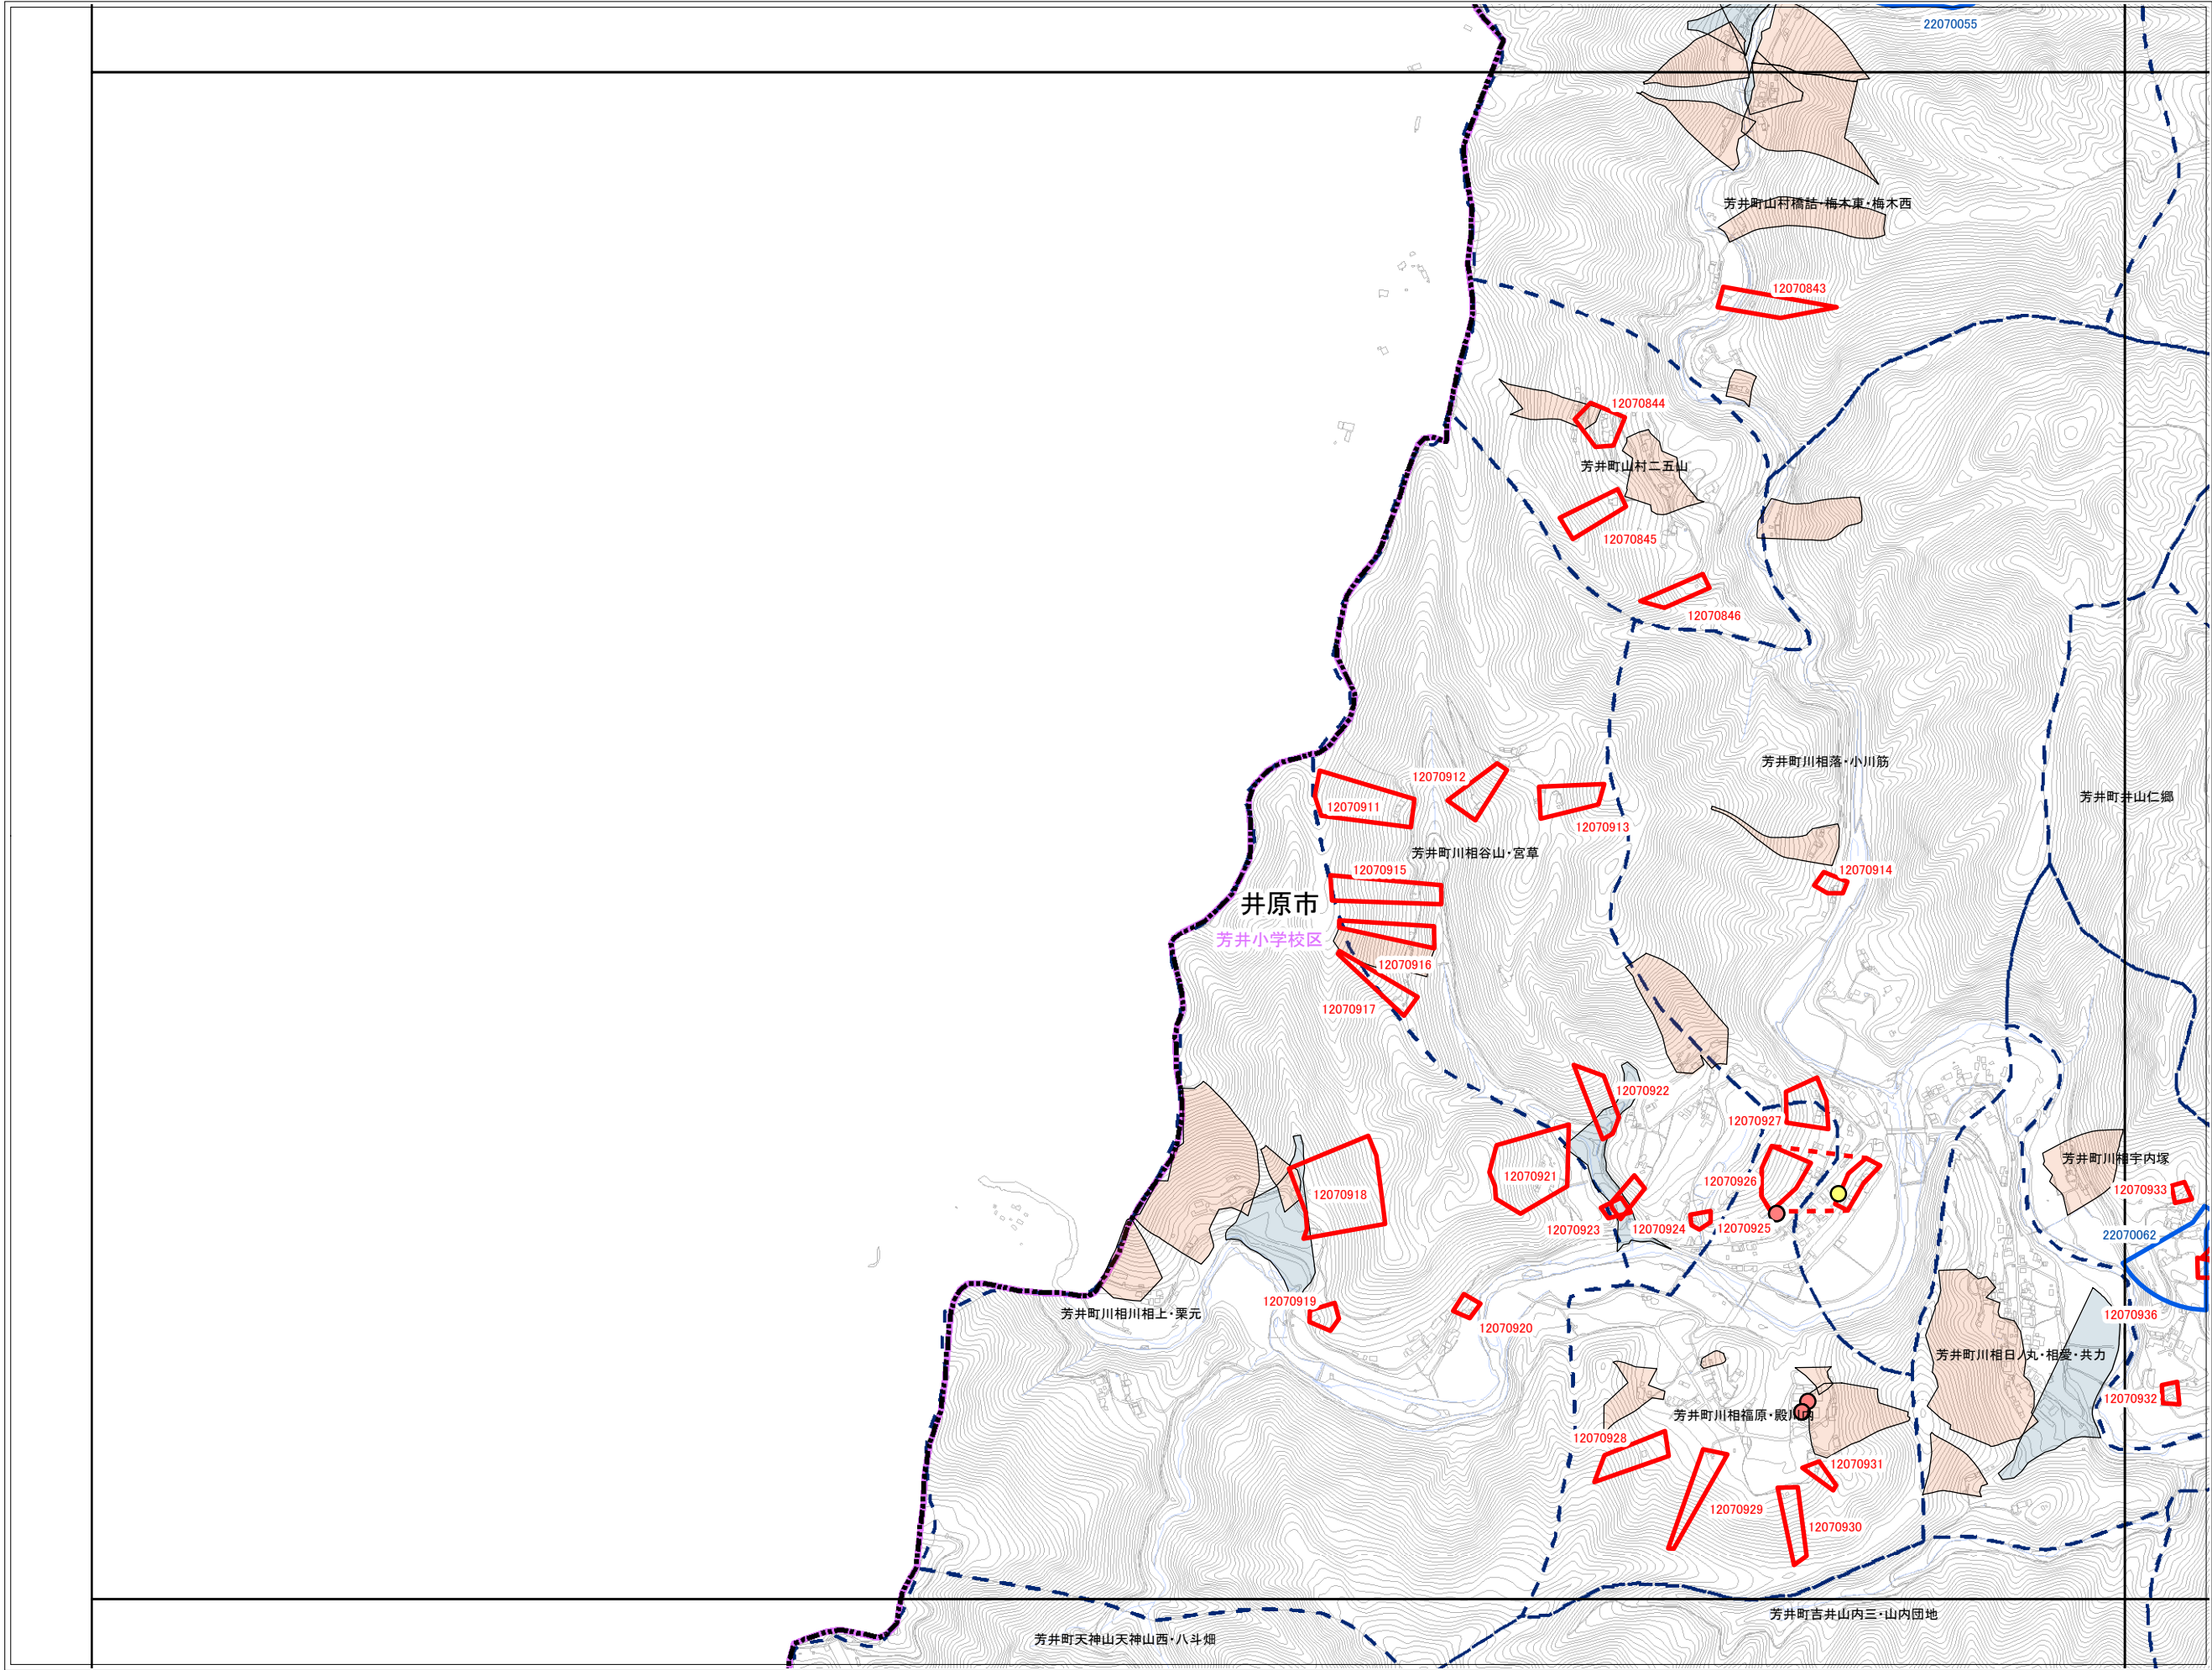 22070055
芳井町山村橋詰・梅木東・梅木西
12070843
12070844
芳井町山村二五山
12070845
12070846
芳井町川相落・小川筋
12070912
12070911
芳井町井山仁郷
12070913
芳井町川相谷山・宮草
12070915
12070914
井原市
芳井小学校区
12070916
12070917
12070922
12070927
芳井町川相宇内塚
12070921
12070926
12070933
12070918
12070923
12070924
12070925
22070062
12070919
芳井町川相川相上・栗元
12070936
12070920
芳井町川相日ノ丸・相愛・共力
12070932
芳井町川相福原・殿川内
12070928
12070931
12070929
12070930
芳井町吉井山内三・山内団地
芳井町天神山天神山西・八斗畑